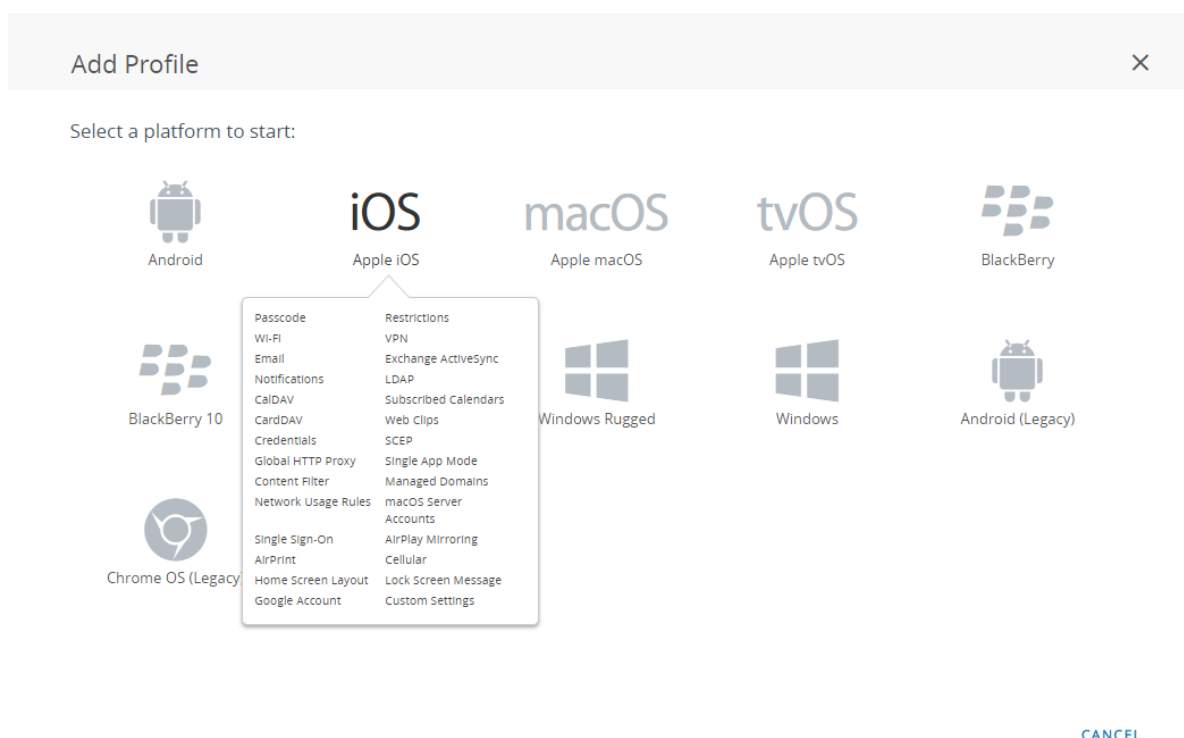 Add Profile
Select a platform to start:
iOS
macOS
tvOS
Android
Apple iOS
Apple macOS
Apple tvOS
BlackBerry
Passcode
Restrictions
Wi-Fi
VPN
Email
Exchange ActiveSync
Notifications
LDAP
CalDAV
Subscribed Calendars
CardDAV
Web Clips
Credentials
SCEP
Global HTTP Proxy
Single App Mode
Content Filter
Managed Domains
Network Usage Rules
macOS Server
Accounts
Single Sign-On
AirPlay Mirroring
AirPrint
Cellular
Home Screen Layout
Lock Screen Message
Google Account
Custom Settings
BlackBerry 10
Windows Rugged
Windows
Android (Legacy)
Chrome OS (Legacy)
CANCEL